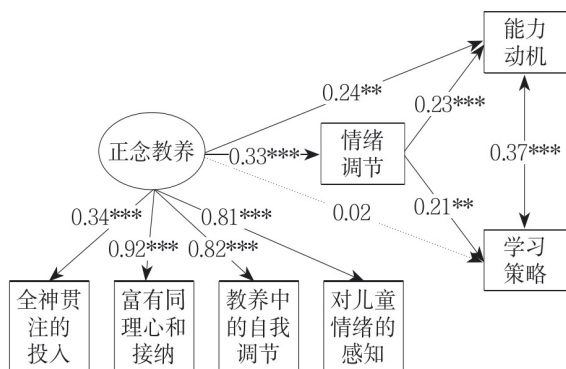 能力
动机
0.24**
0.23***
正念教养
0.33***
情绪
调节
0.37***
0.34***
0.81***
0.02
0.21**
0.92***
0.82***
学习
策略
全神贯
注的
投入
富有同
理心和
接纳
教养中
的自我
调节
对儿童
情绪的
感知